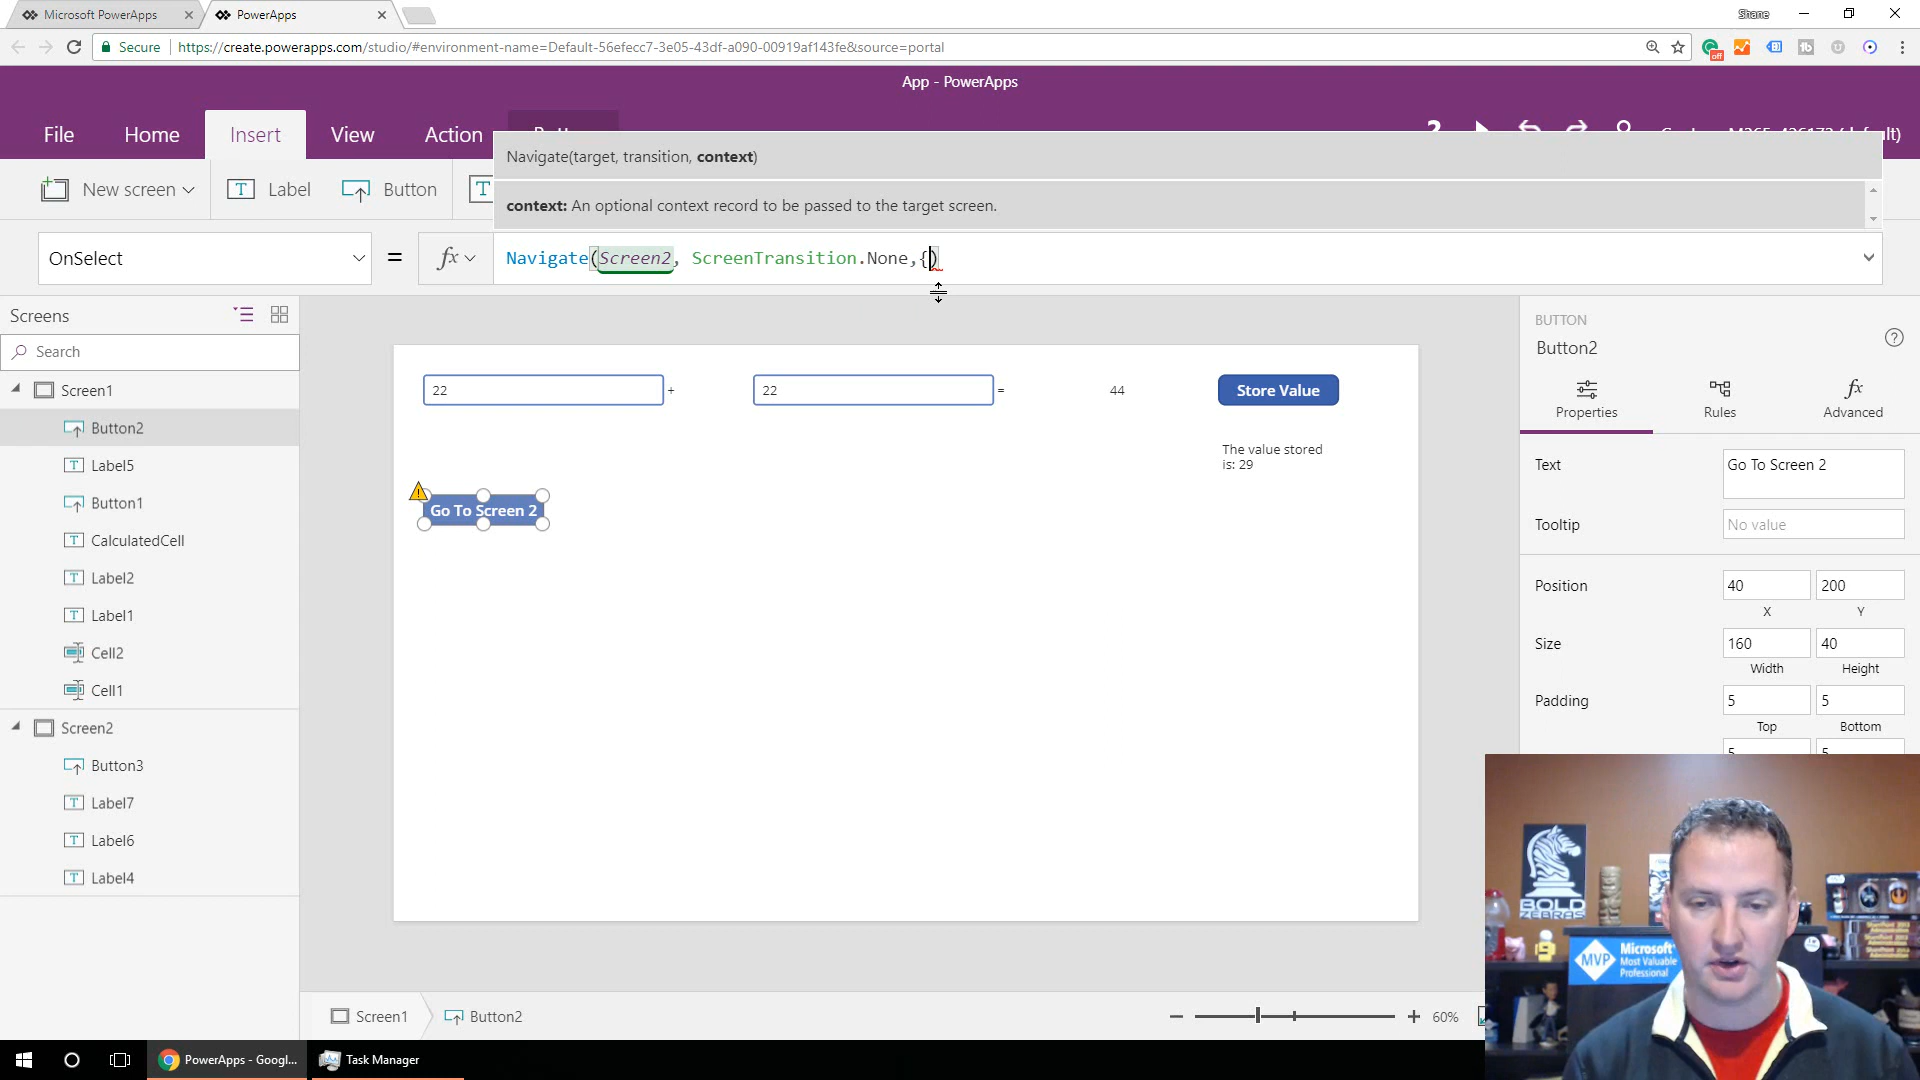 Microsoft PowerApps
PowerApps
Shane
Secure
https://create.powerapps.com/studio/#environment-name=Default-56efecc7-3e05-43df-a090-00919af143fe&source=portal
off
App - PowerApps
File
Home
Insert
View
Action
New screen
Label
Button
Navigate(target, transition, context)
context: An optional context record to be passed to the target screen.
OnSelect
=
fx
Navigate(Screen2, ScreenTransition.None,{)
Screens
Search
Screen1
Button2
Label5
Button1
CalculatedCell
Label2
Label1
Cell2
Cell1
Screen2
Button3
Label7
Label6
Label4
22
+
22
=
44
Store Value
The value stored
is: 29
Go To Screen 2
BUTTON
Button2
Properties
Rules
Advanced
Text
Go To Screen 2
Tooltip
No value
Position
40
200
X
Y
Size
160
40
Width
Height
Padding
5
5
Top
Bottom
5
5
BOLD
ZEBRAS
MVP
Microsoft
Most Valuable
Professional
Screen1
Button2
60%
PowerApps - Googl...
Task Manager